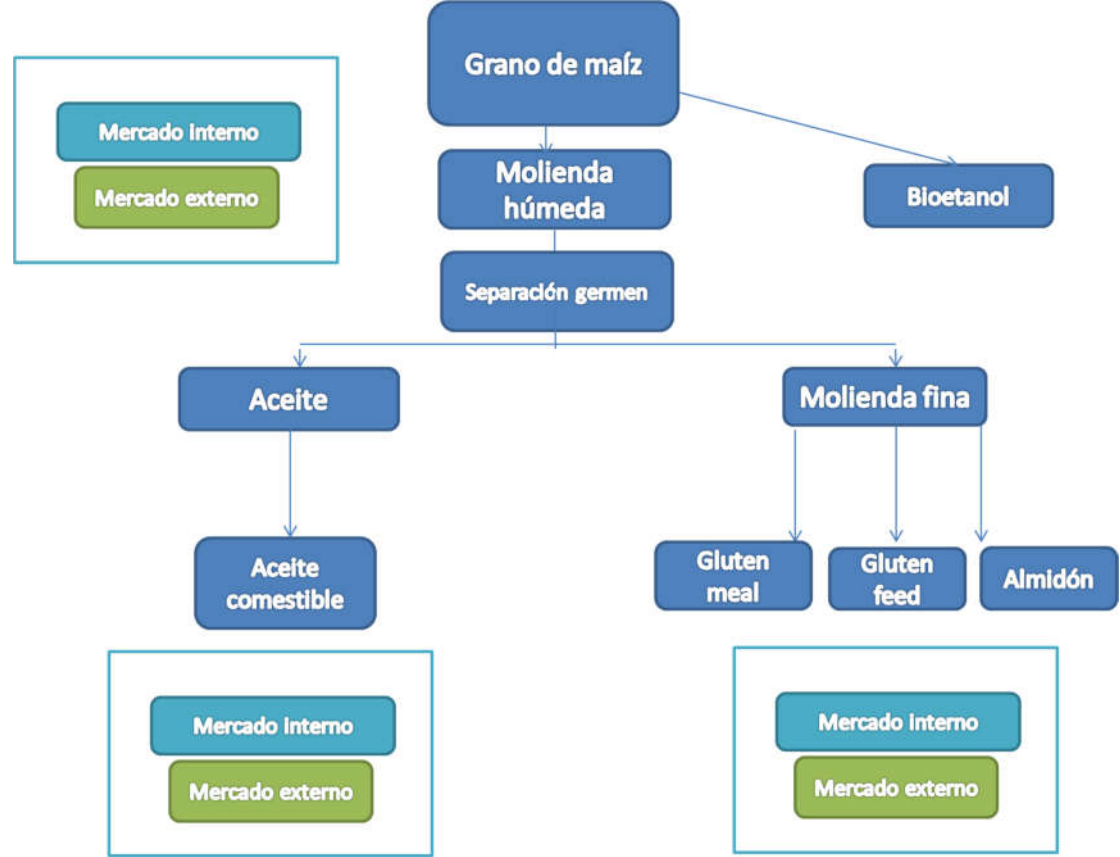 Grano de maíz
Mercado interno
Mercado externo
Molienda
húmeda
Bioetanol
Separación germen
Aceite
Molienda fina
Aceite
comestible
Gluten
meal
Gluten
feed
Almidón
Mercado interno
Mercado externo
Mercado interno
Mercado externo